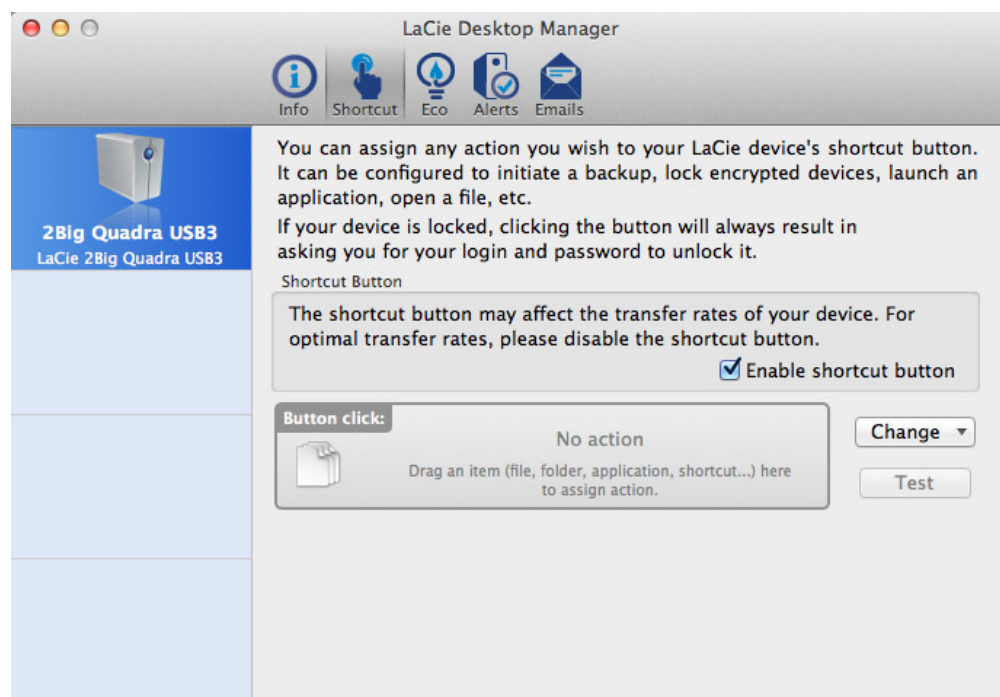 LaCie Desktop Manager
Info Shortcut Eco Alerts Emails
2Big Quadra USB3
LaCie 2Big Quadra USB3
You can assign any action you wish to your LaCie device's shortcut button.
It can be configured to initiate a backup, lock encrypted devices, launch an
application, open a file, etc.
If your device is locked, clicking the button will always result in
asking you for your login and password to unlock it.
Shortcut Button
The shortcut button may affect the transfer rates of your device. For
optimal transfer rates, please disable the shortcut button.
Enable shortcut button
Button click:
No action
Drag an item (file, folder, application, shortcut...) here
to assign action.
Change
Test